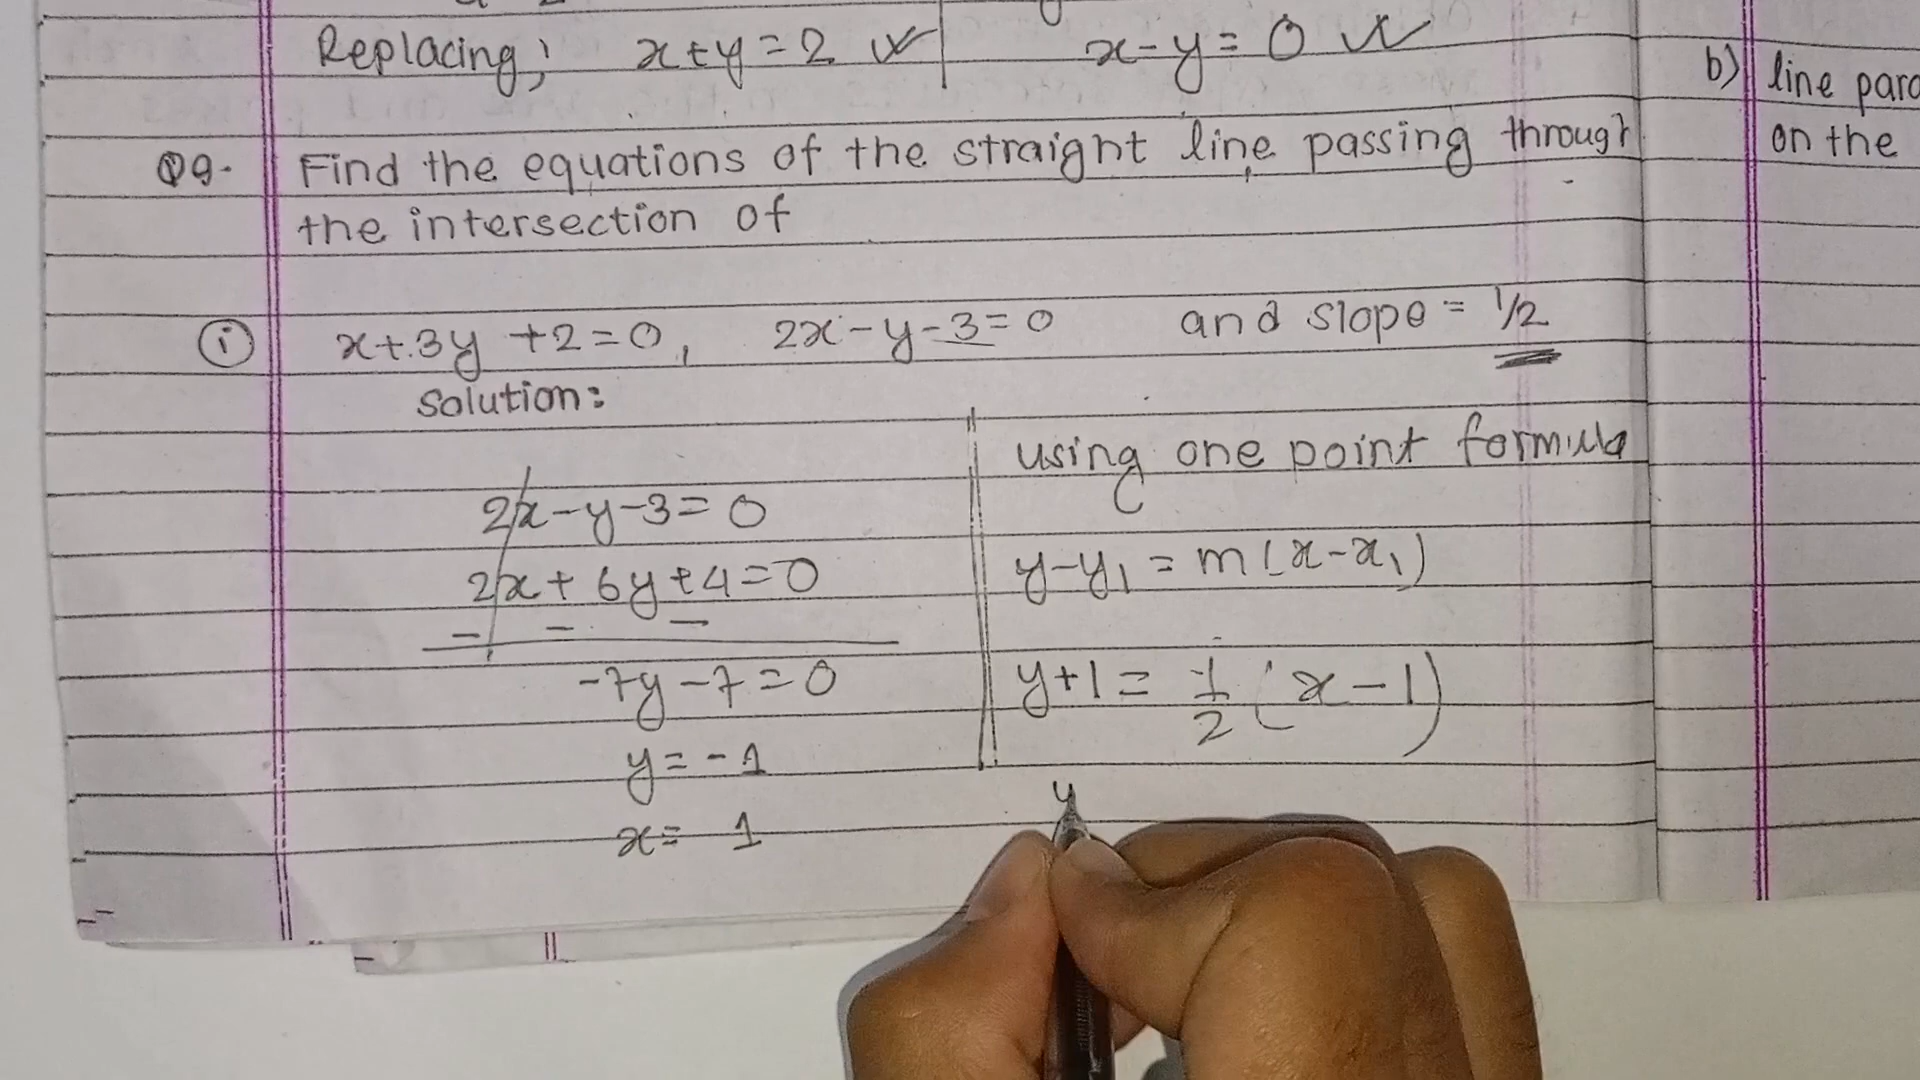 Replacing; x+y=2 x-y=0
Q9. Find the equations of the straight line passing through
the intersection of
(i) x+3y+2=0, 2x-y-3=0 and slope = 1/2
Solution:
2x-y-3=0
2x+6y+4=0
- - -
-7y-7=0
y=-1
x= 1
using one point formula
y-y₁=m(x-x₁)
y+1= 1/2 (x-1)
b) line para
on the